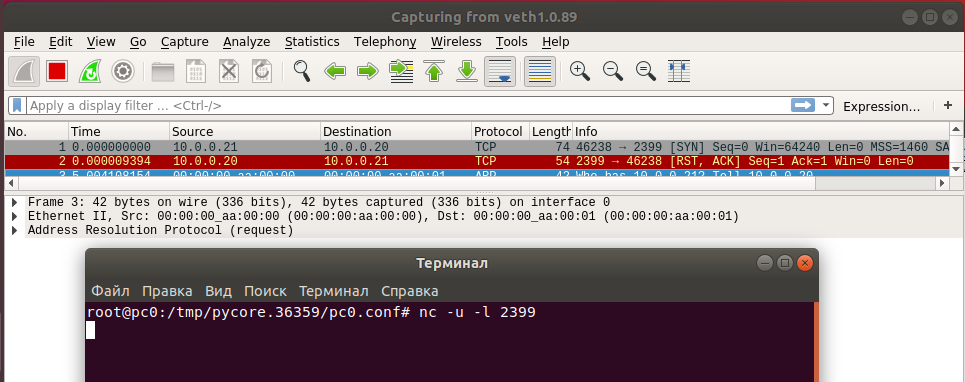 Capturing from veth1.0.89
File Edit View Go Capture Analyze Statistics Telephony Wireless Tools Help
Apply a display filter … <Ctrl-/> Expression… +
No. Time Source Destination Protocol Length Info
1 0.000000000 10.0.0.21 10.0.0.20 TCP 74 46238 → 2399 [SYN] Seq=0 Win=64240 Len=0 MSS=1460 SA
2 0.000009394 10.0.0.20 10.0.0.21 TCP 54 2399 → 46238 [RST, ACK] Seq=1 Ack=1 Win=0 Len=0
3 5.004108154 00:00:00_aa:00:00 00:00:00_aa:00:01 ARP 42 Who has 10.0.0.21? Tell 10.0.0.20
Frame 3: 42 bytes on wire (336 bits), 42 bytes captured (336 bits) on interface 0
Ethernet II, Src: 00:00:00_aa:00:00 (00:00:00:aa:00:00), Dst: 00:00:00_aa:00:01 (00:00:00:aa:00:01)
Address Resolution Protocol (request)
Терминал
Файл Правка Вид Поиск Терминал Справка
root@pc0:/tmp/pycore.36359/pc0.conf# nc -u -l 2399